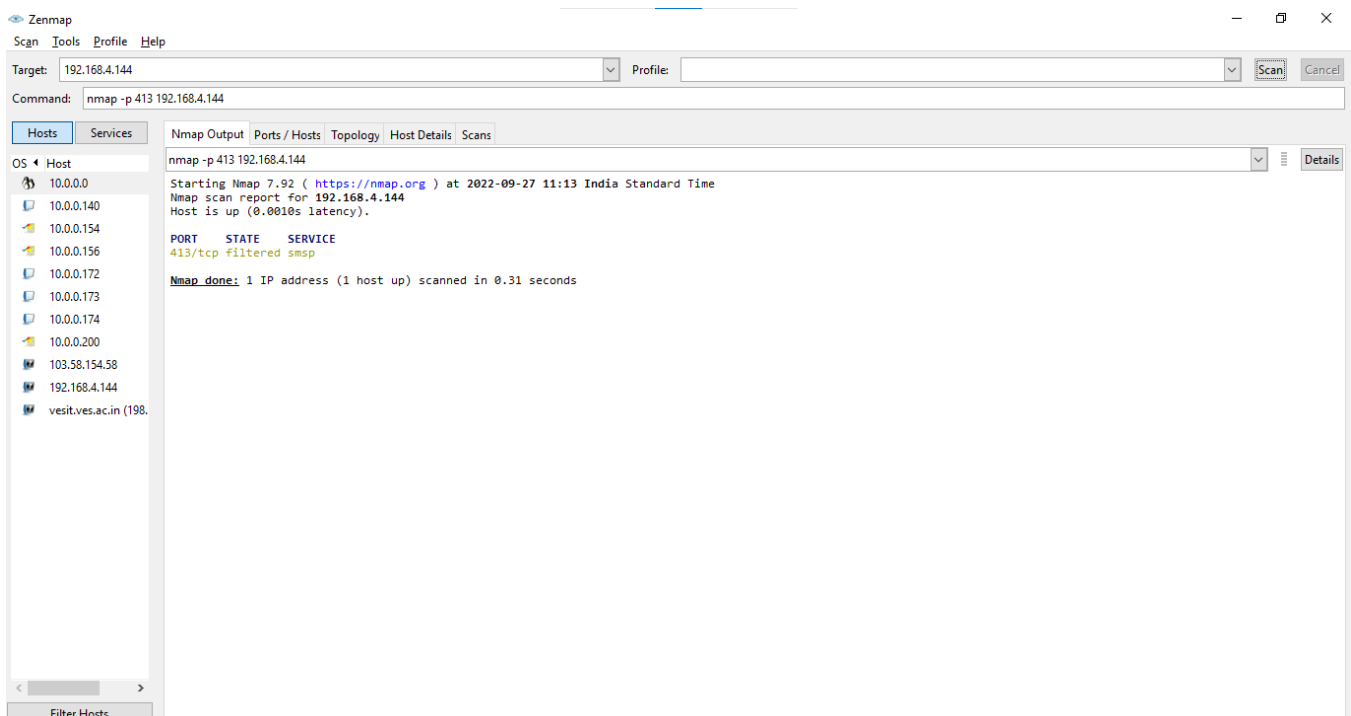 Zenmap
Scan Tools Profile Help
Target: 192.168.4.144 Profile: Scan Cancel
Command: nmap -p 413 192.168.4.144
Hosts Services Nmap Output Ports / Hosts Topology Host Details Scans
OS Host
nmap -p 413 192.168.4.144 Details
10.0.0.0
10.0.0.140
10.0.0.154
10.0.0.156
10.0.0.172
10.0.0.173
10.0.0.174
10.0.0.200
103.58.154.58
192.168.4.144
vesit.ves.ac.in (198.
Starting Nmap 7.92 ( https://nmap.org ) at 2022-09-27 11:13 India Standard Time
Nmap scan report for 192.168.4.144
Host is up (0.0010s latency).
PORT STATE SERVICE
413/tcp filtered smsp
Nmap done: 1 IP address (1 host up) scanned in 0.31 seconds
Filter Hosts